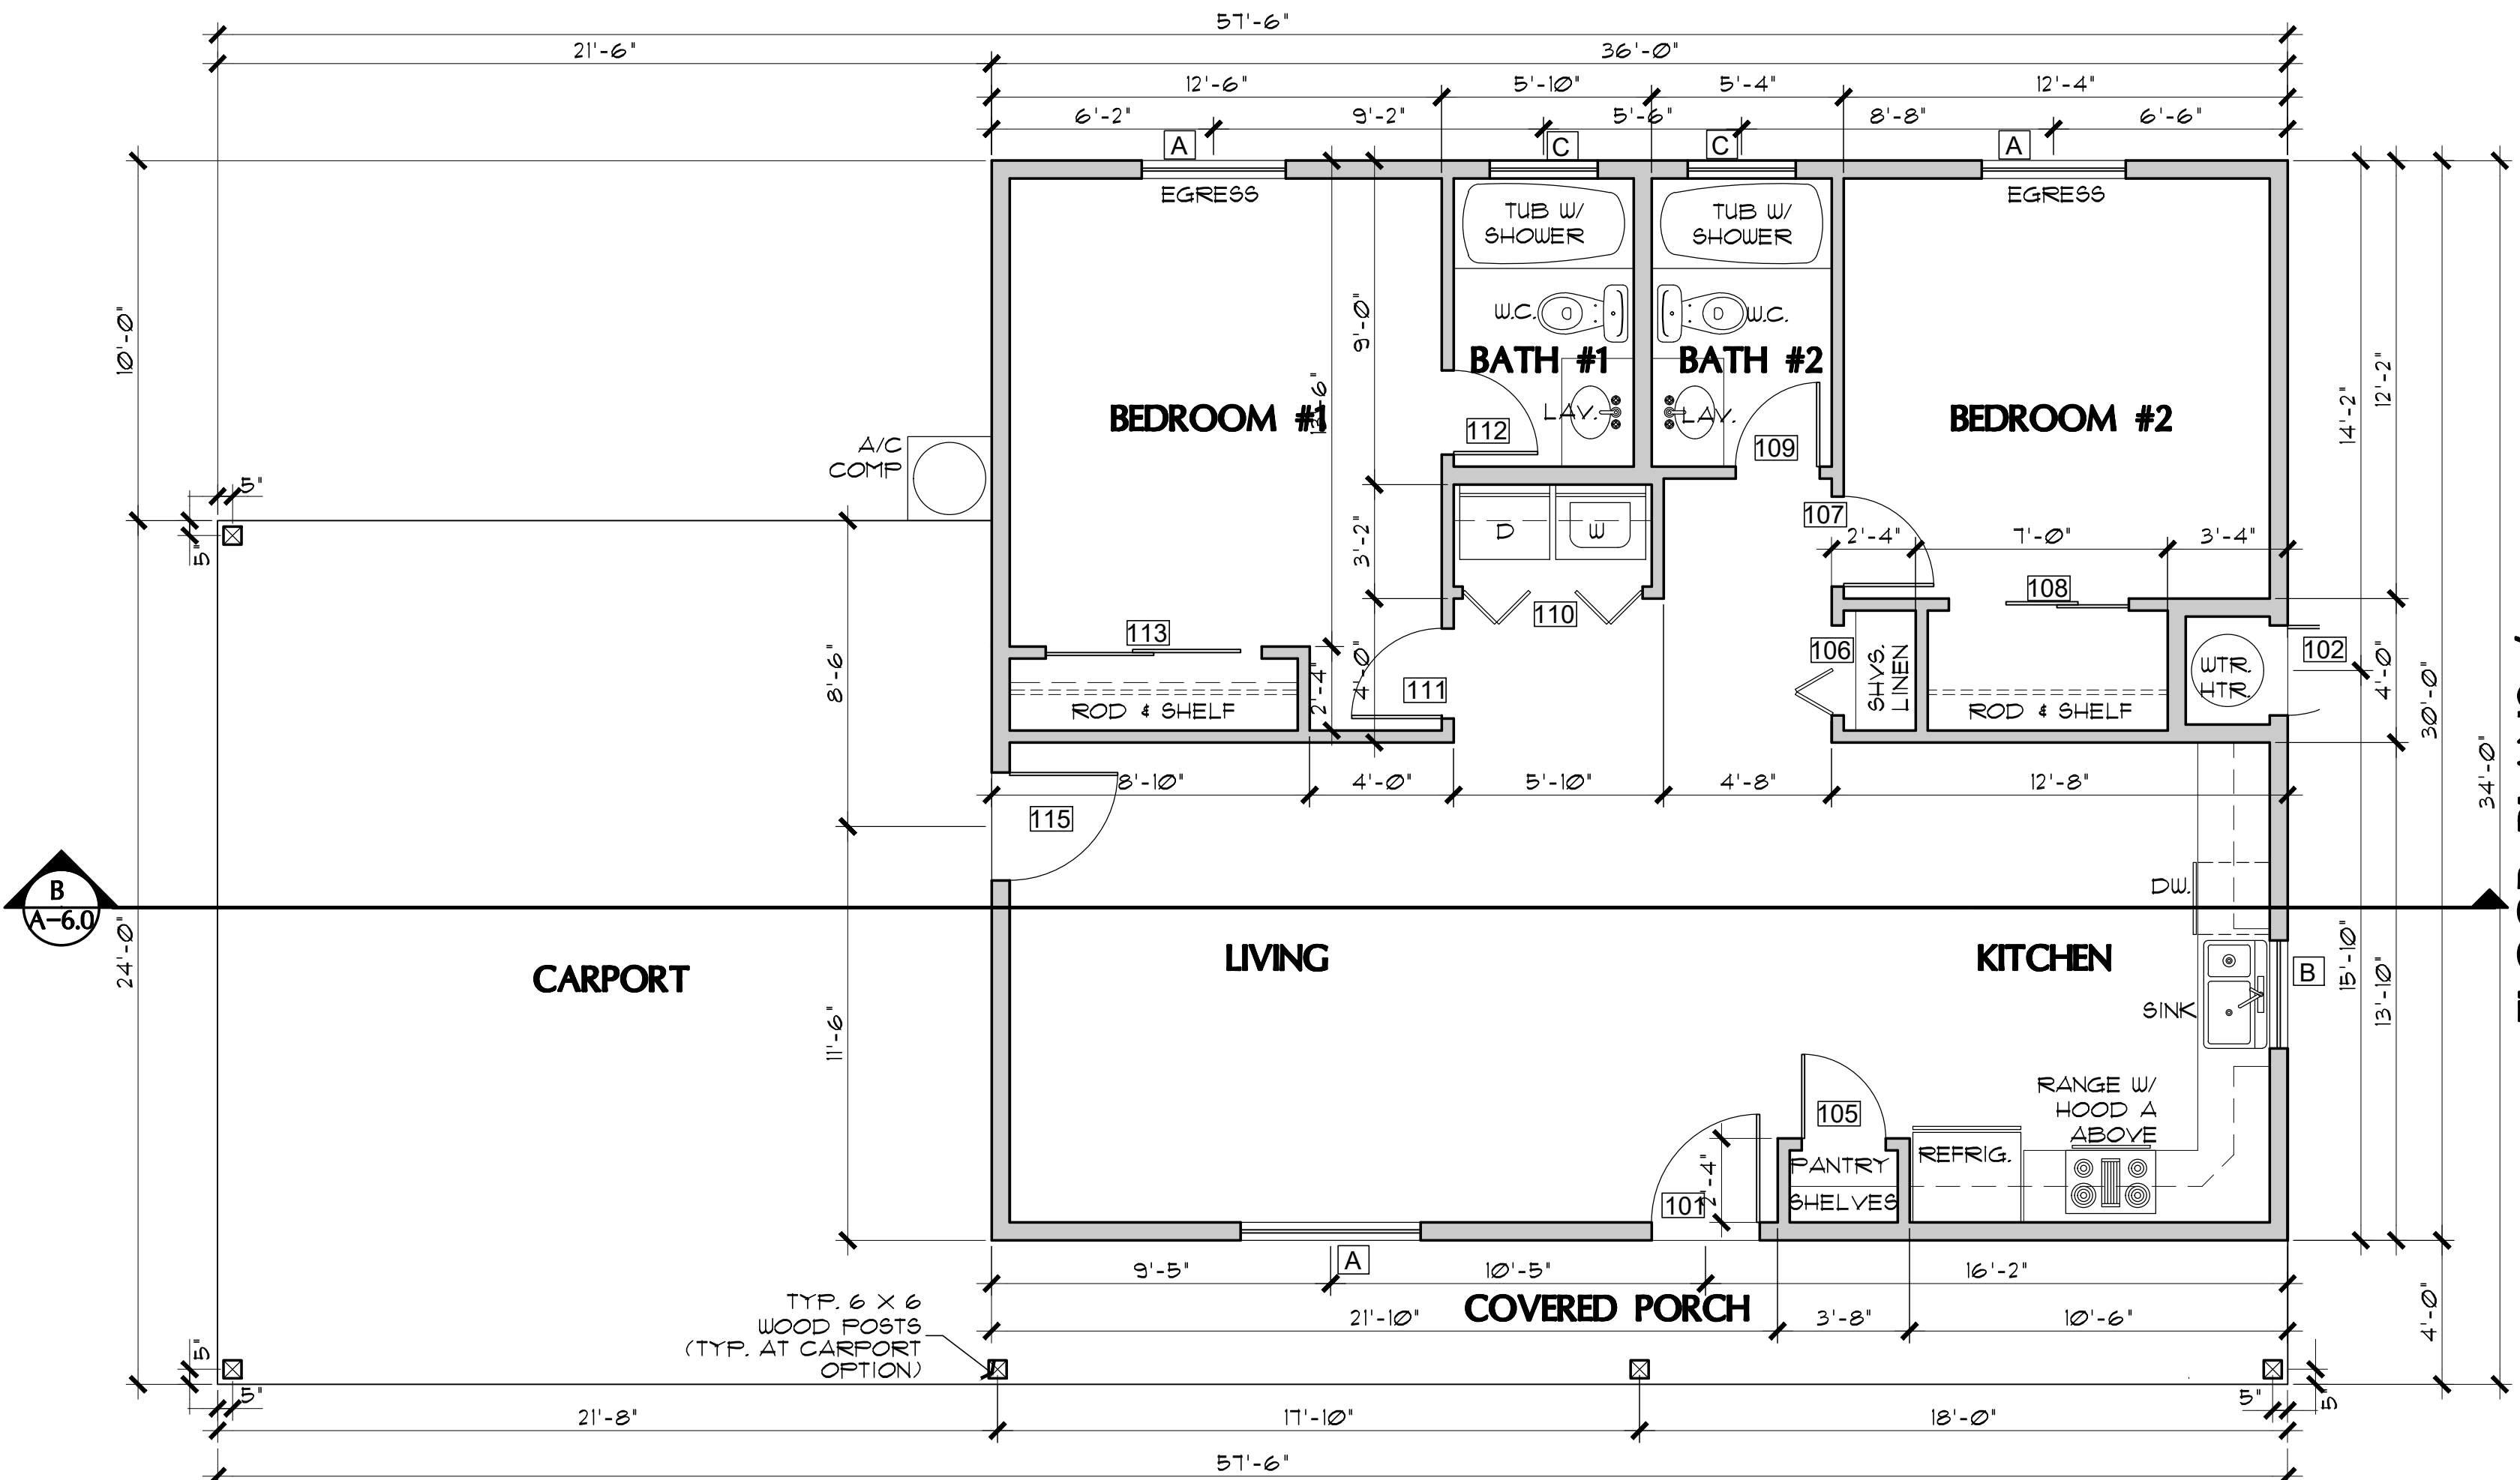 57'-6"
21'-6"
36'-0"
12'-6"
5'-10"
5'-4"
12'-4"
6'-2"
9'-2"
5'-6"
8'-8"
6'-6"
A
C
C
A
EGRESS
EGRESS
TUB W/
SHOWER
TUB W/
SHOWER
10'-0"
9'-0"
W.C.
W.C.
BATH #1
BATH #2
12'-2"
14'-2"
BEDROOM #1
BEDROOM #2
LAV.
LAV.
112
109
A/C
COMP
5"
5"
107
D
W
3'-2"
2'-4"
7'-0"
3'-4"
108
110
113
106
SHVS.
LINEN
102
WTR.
HTR.
8'-6"
2'-4"
4'-0"
111
4'-0"
30'-0"
34'-0"
ROD & SHELF
ROD & SHELF
8'-10"
4'-0"
5'-10"
4'-8"
12'-8"
115
B
A-6.0
DW.
24'-0"
CARPORT
LIVING
KITCHEN
B
15'-10"
13'-10"
SINK
11'-6"
RANGE W/
HOOD A
ABOVE
105
REFRIG.
PANTRY
SHELVES
101
2'-4"
9'-5"
A
10'-5"
16'-2"
TYP. 6 X 6
WOOD POSTS
(TYP. AT CARPORT
OPTION)
COVERED PORCH
21'-10"
3'-8"
10'-6"
4'-0"
5"
5"
5"
5"
21'-8"
17'-10"
18'-0"
57'-6"